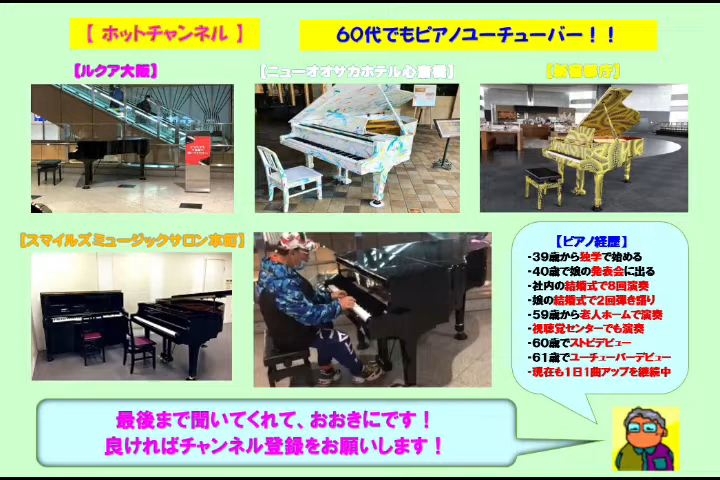 【 ホットチャンネル 】
60代でもピアノユーチューバー！！
【ルクア大阪】
【ニューオオサカホテル心斎橋】
【新宿都庁】
【スマイルズミュージックサロン本町】
【ピアノ経歴】
・39歳から独学で始める
・40歳で娘の発表会に出る
・社内の結婚式で8回演奏
・娘の結婚式で2回弾き語り
・59歳から老人ホームで演奏
・視聴覚センターでも演奏
・60歳でストピデビュー
・61歳でユーチューバーデビュー
・現在も1日1曲アップを継続中
最後まで聞いてくれて、おおきにです！
良ければチャンネル登録をお願いします！